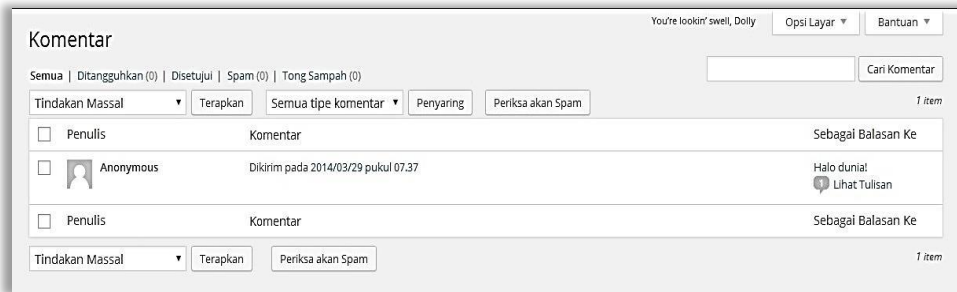 You're lookin' swell, Dolly
Opsi Layar
Bantuan
Komentar
Semua | Ditangguhkan (0) | Disetujui | Spam (0) | Tong Sampah (0)
Cari Komentar
Tindakan Massal Terapkan Semua tipe komentar Penyaring Periksa akan Spam 1 item
Penulis Komentar Sebagai Balasan Ke
Anonymous Dikirim pada 2014/03/29 pukul 07.37 Halo dunia!
1 Lihat Tulisan
Penulis Komentar Sebagai Balasan Ke
Tindakan Massal Terapkan Periksa akan Spam 1 item